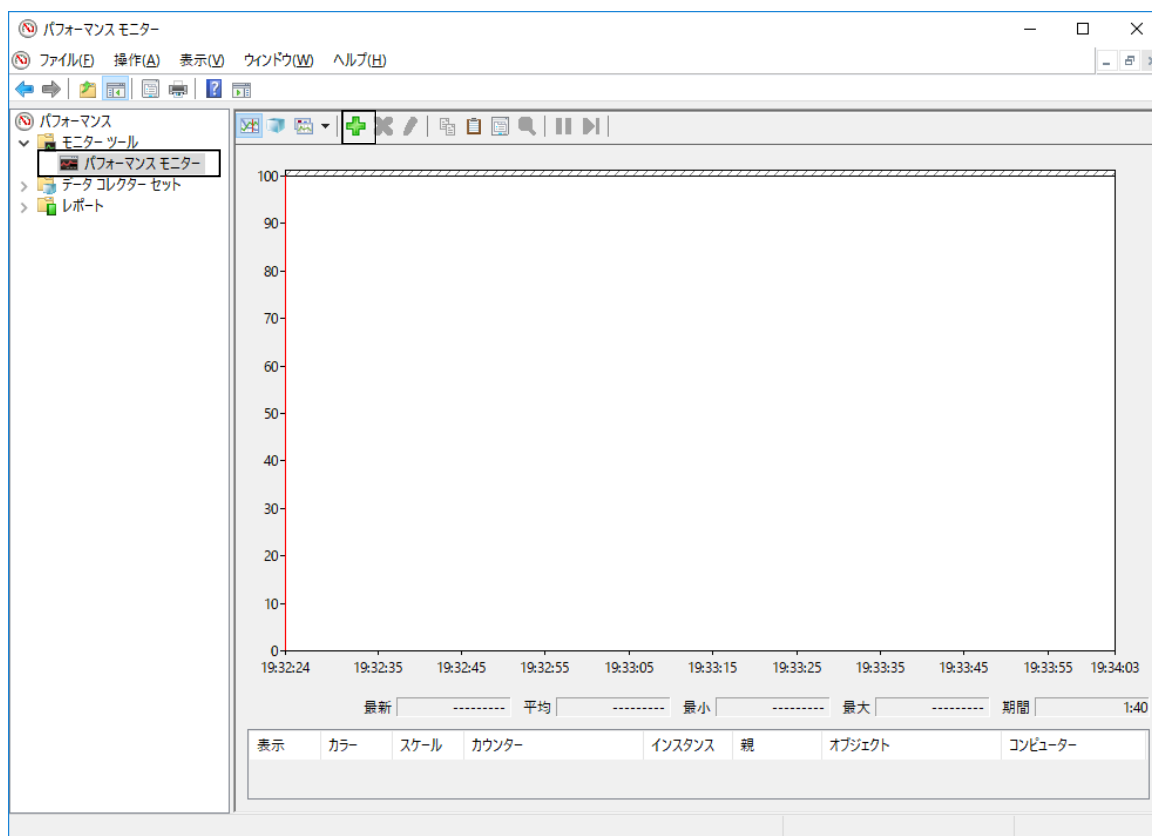 パフォーマンス モニター
ファイル(F) 操作(A) 表示(V) ウィンドウ(W) ヘルプ(H)
パフォーマンス
モニター ツール
パフォーマンス モニター
データ コレクター セット
レポート
100
90
80
70
60
50
40
30
20
10
0
19:32:24 19:32:35 19:32:45 19:32:55 19:33:05 19:33:15 19:33:25 19:33:35 19:33:45 19:33:55 19:34:03
最新 --------- 平均 --------- 最小 --------- 最大 --------- 期間 1:40
表示 カラー スケール カウンター インスタンス 親 オブジェクト コンピューター